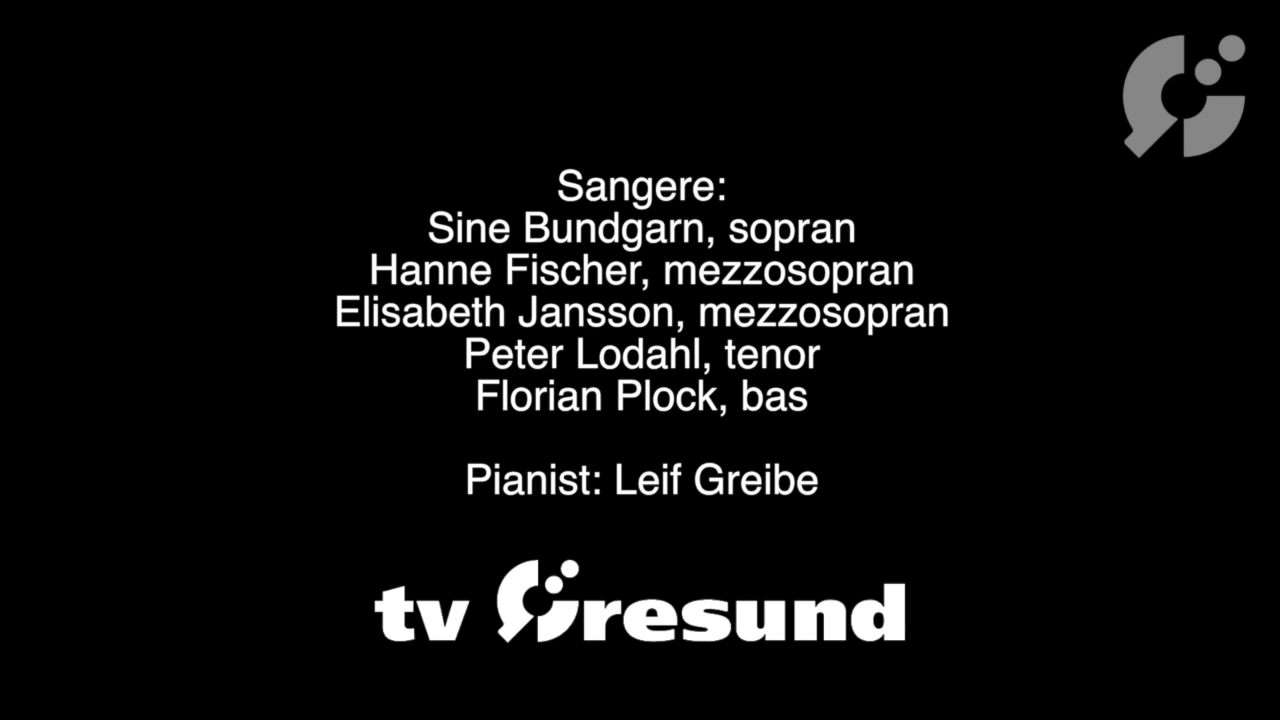 Sangere:
Sine Bundgarn, sopran
Hanne Fischer, mezzosopran
Elisabeth Jansson, mezzosopran
Peter Lodahl, tenor
Florian Plock, bas
Pianist: Leif Greibe
tv Øresund